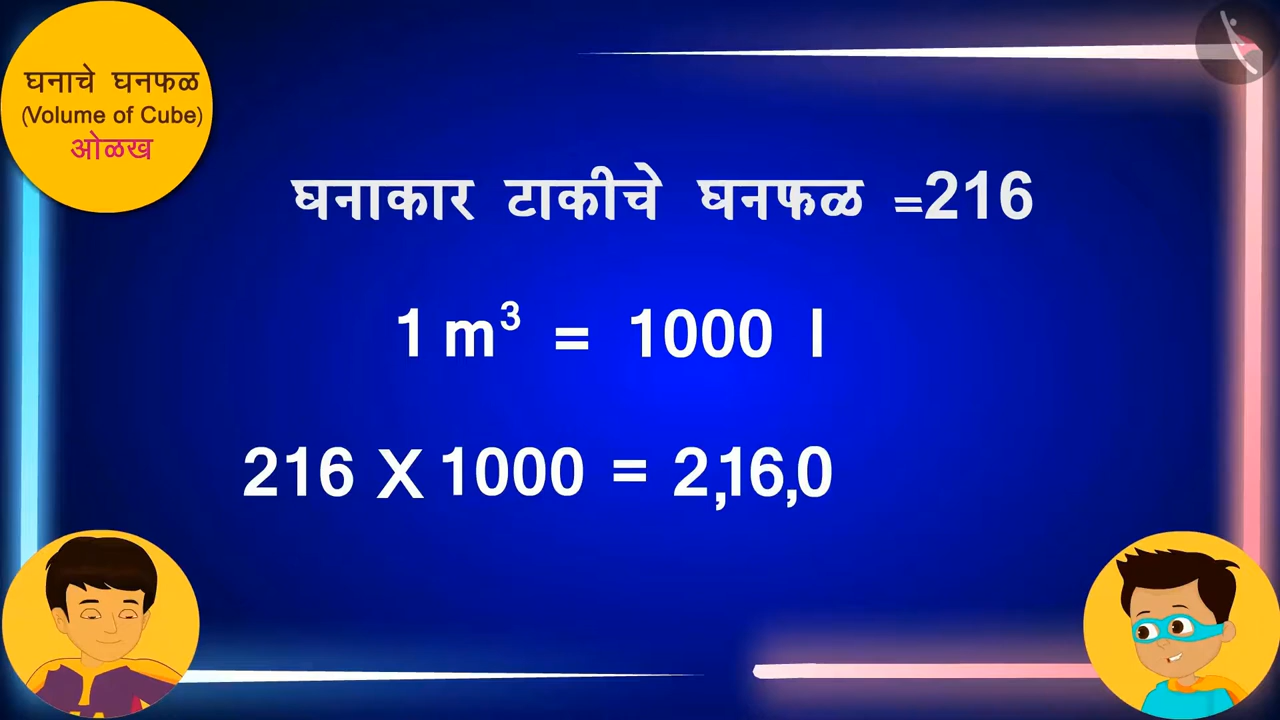 घनाचे घनफळ
(Volume of Cube)
ओळख
घनाकार टाकीचे घनफळ =216
1 m³ = 1000 l
216 X 1000 = 2,16,0